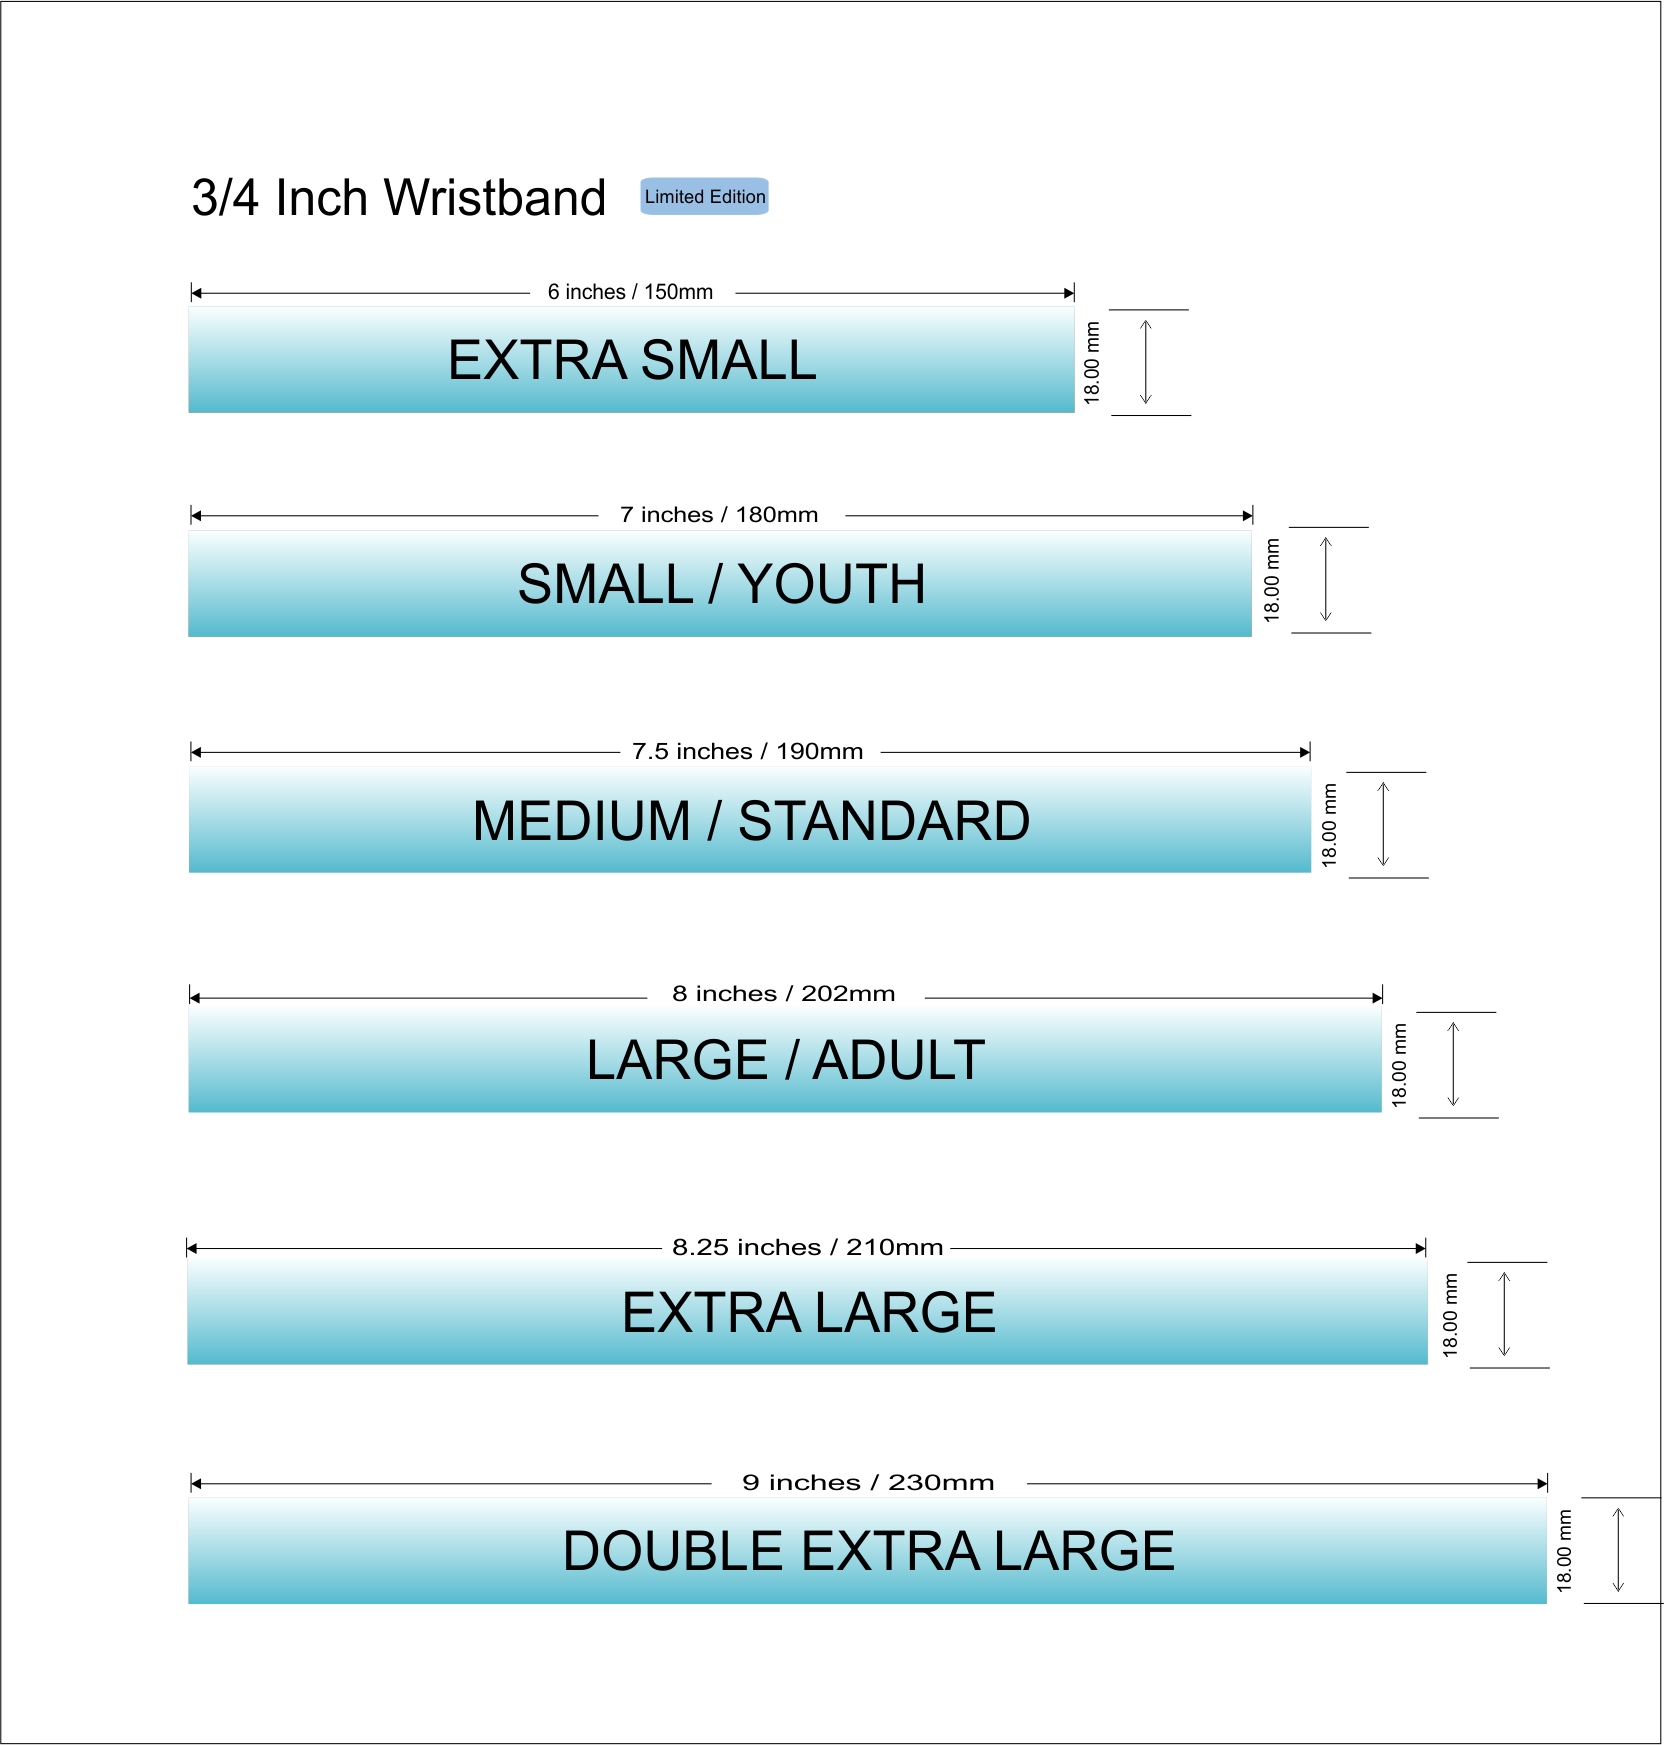 3/4 Inch Wristband
Limited Edition
6 inches / 150mm
EXTRA SMALL
18.00 mm
7 inches / 180mm
SMALL / YOUTH
18.00 mm
7.5 inches / 190mm
MEDIUM / STANDARD
18.00 mm
8 inches / 202mm
LARGE / ADULT
18.00 mm
8.25 inches / 210mm
EXTRA LARGE
18.00 mm
9 inches / 230mm
DOUBLE EXTRA LARGE
18.00 mm